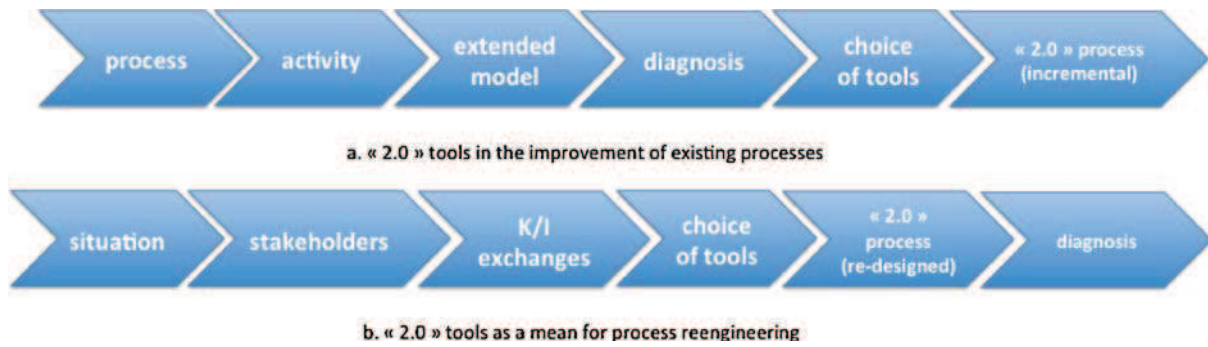 process
activity
extended
model
diagnosis
choice
of tools
« 2.0 » process
(incremental)
a. « 2.0 » tools in the improvement of existing processes
situation
stakeholders
K/I
exchanges
choice
of tools
« 2.0 »
process
(re-designed)
diagnosis
b. « 2.0 » tools as a mean for process reengineering